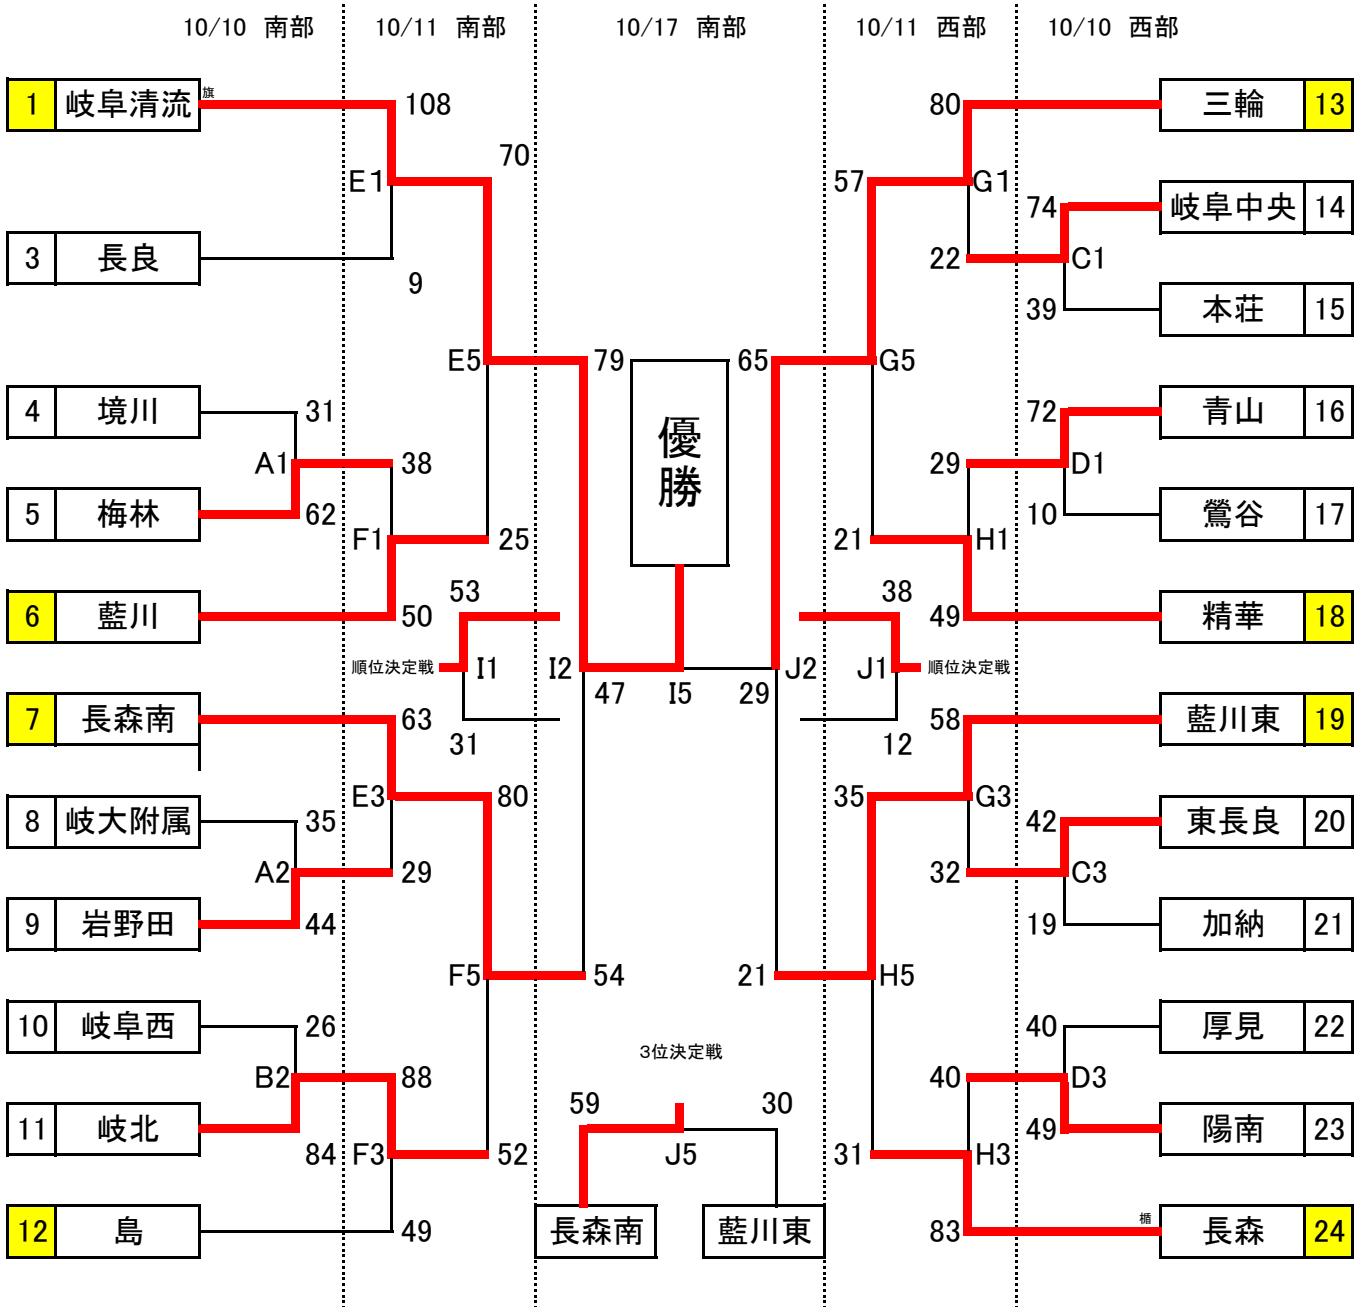 10/10 南部 10/11 南部 10/17 南部 10/11 西部 10/10 西部
1 岐阜清流 旗 108 80 三輪 13
70
E1 57 G1
74 岐阜中央 14
3 長良 22 C1
9
39 本荘 15
E5 79 65 G5
4 境川 31 72 青山 16
優勝
A1 38 29 D1
5 梅林 62 10 鶯谷 17
F1 25 21 H1
53 38
6 藍川 50 49 精華 18
順位決定戦 I1 I2 J2 J1 順位決定戦
47 I5 29
7 長森南 63 58 藍川東 19
31 12
E3 80 35 G3
8 岐大附属 35 42 東長良 20
A2 29 32 C3
9 岩野田 44 19 加納 21
F5 54 21 H5
10 岐阜西 26 40 厚見 22
3位決定戦
B2 88 40 D3
59 30
11 岐北 49 陽南 23
84 F3 52 J5 31 H3
12 島 49 長森南 藍川東 83 楯 長森 24